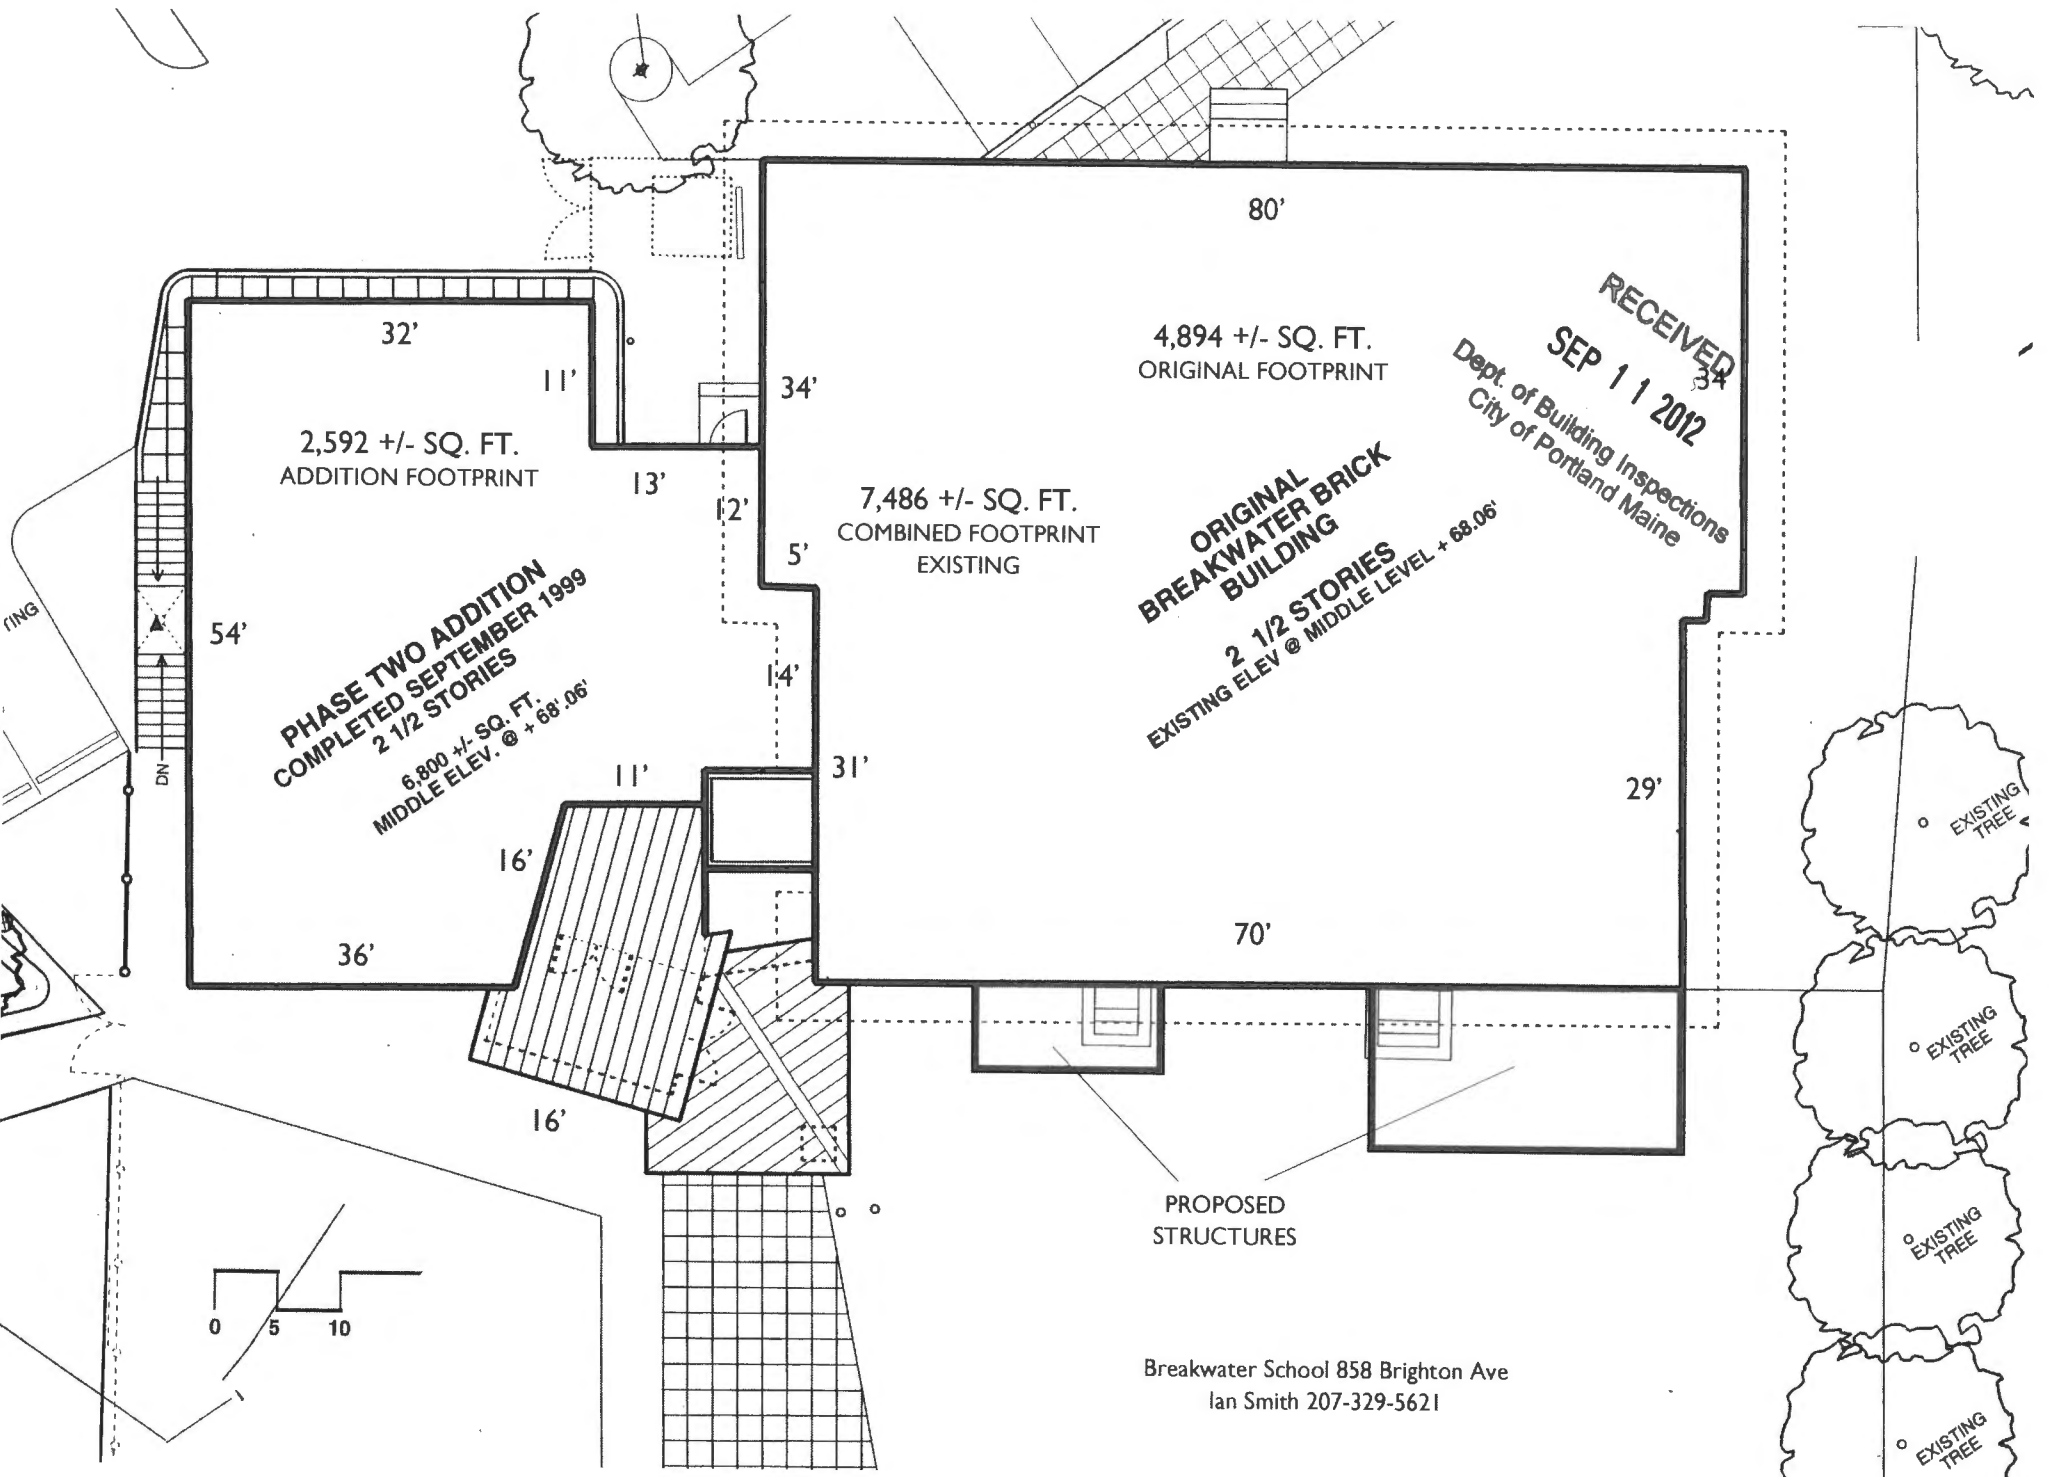 80'
RECEIVED
SEP 11 2012
Dept. of Building Inspections
City of Portland Maine
34
32'
11'
34'
4,894 +/- SQ. FT.
ORIGINAL FOOTPRINT
2,592 +/- SQ. FT.
ADDITION FOOTPRINT
13'
12'
7,486 +/- SQ. FT.
COMBINED FOOTPRINT
EXISTING
5'
ORIGINAL
BREAKWATER BRICK
BUILDING
2 1/2 STORIES
EXISTING ELEV @ MIDDLE LEVEL + 68.06'
54'
PHASE TWO ADDITION
COMPLETED SEPTEMBER 1999
2 1/2 STORIES
6,800 +/- SQ. FT.
MIDDLE ELEV. @ + 68'.06'
14'
DN
11'
31'
29'
16'
36'
70'
16'
EXISTING
TREE
EXISTING
TREE
EXISTING
TREE
EXISTING
TREE
PROPOSED
STRUCTURES
0 5 10
Breakwater School 858 Brighton Ave
Ian Smith 207-329-5621